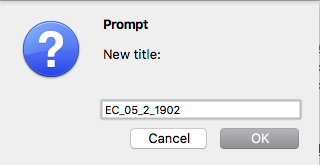 Prompt
New title:
EC_05_2_1902
Cancel
OK